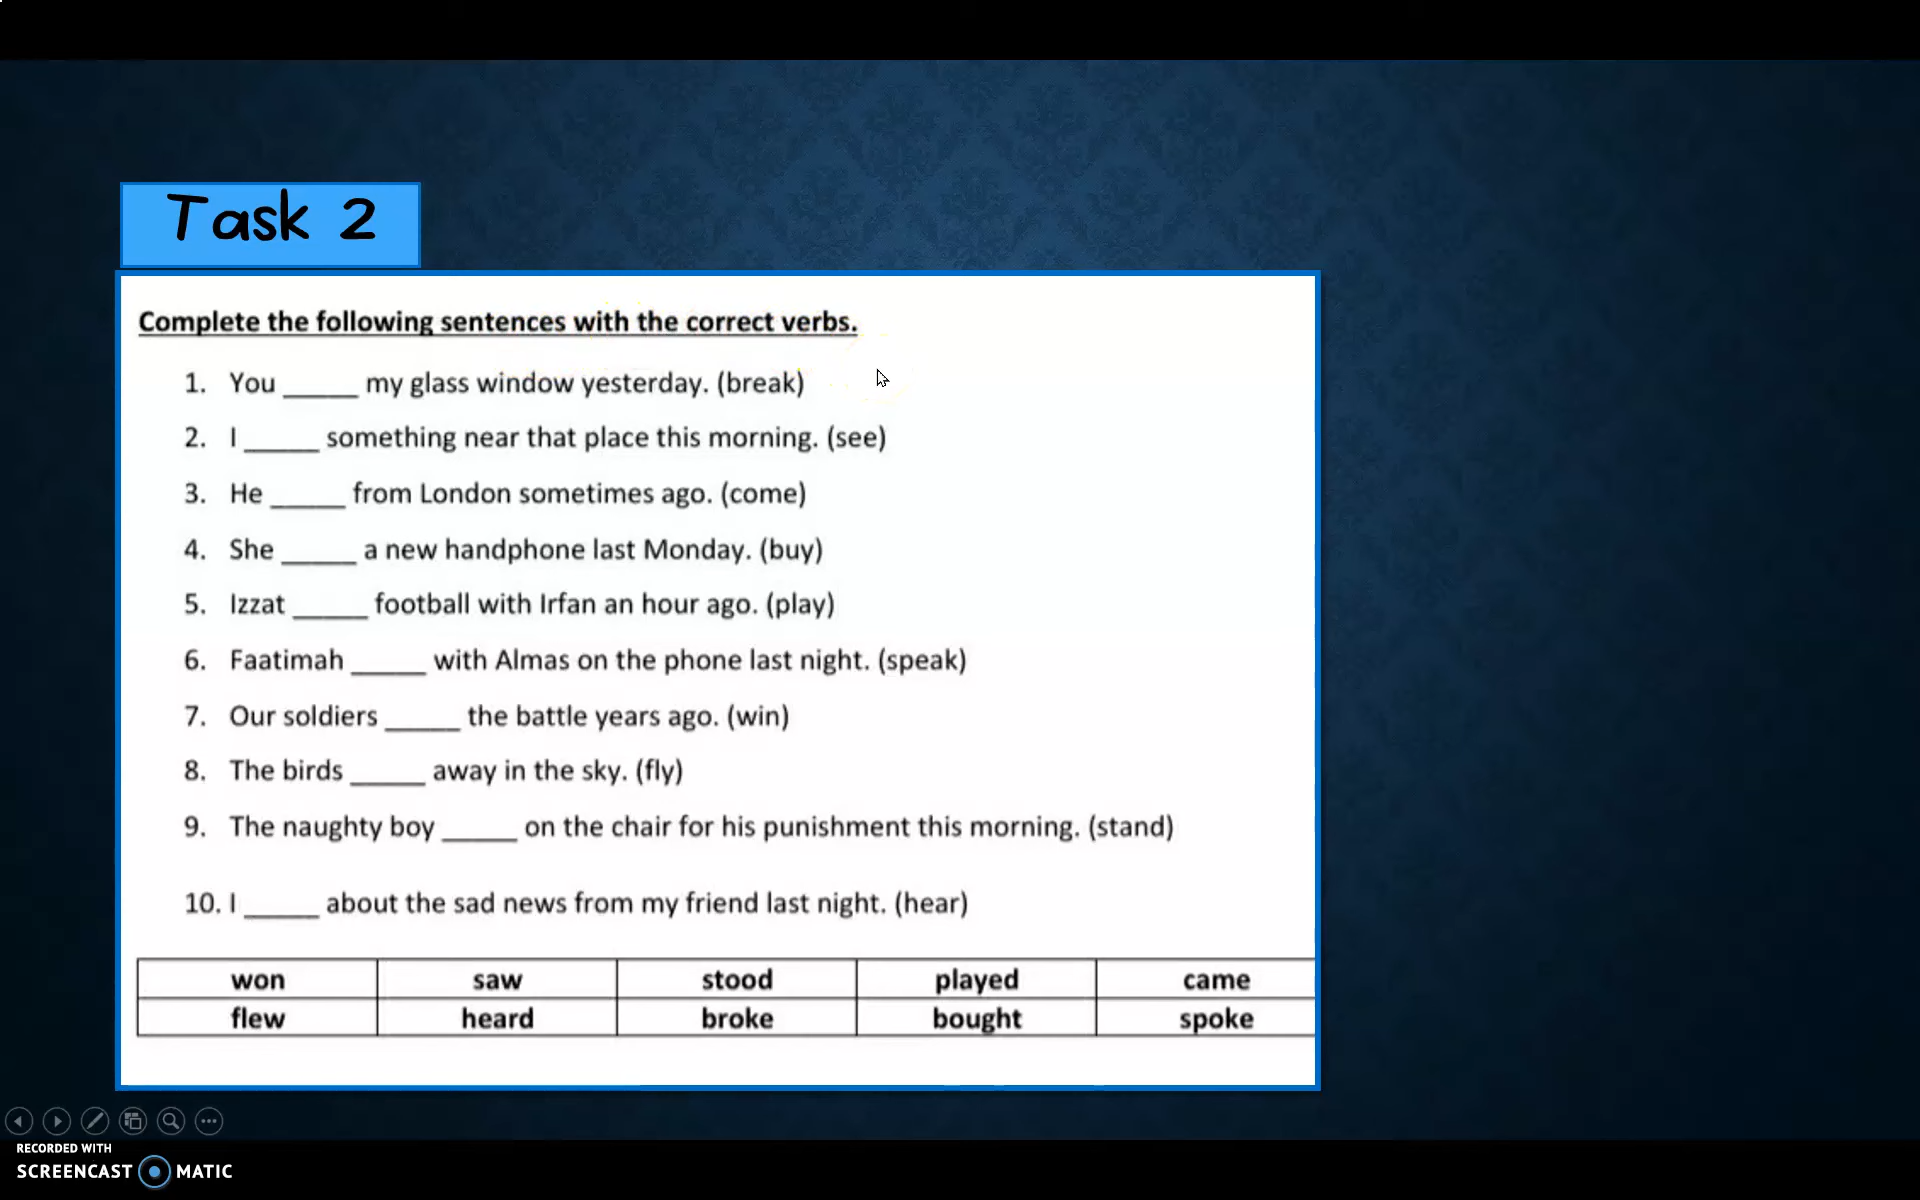 Task 2
Complete the following sentences with the correct verbs.
1. You _____ my glass window yesterday. (break)
2. I _____ something near that place this morning. (see)
3. He _____ from London sometimes ago. (come)
4. She _____ a new handphone last Monday. (buy)
5. Izzat _____ football with Irfan an hour ago. (play)
6. Faatimah _____ with Almas on the phone last night. (speak)
7. Our soldiers _____ the battle years ago. (win)
8. The birds _____ away in the sky. (fly)
9. The naughty boy _____ on the chair for his punishment this morning. (stand)
10. I _____ about the sad news from my friend last night. (hear)
won saw stood played came
flew heard broke bought spoke
RECORDED WITH
SCREENCAST MATIC